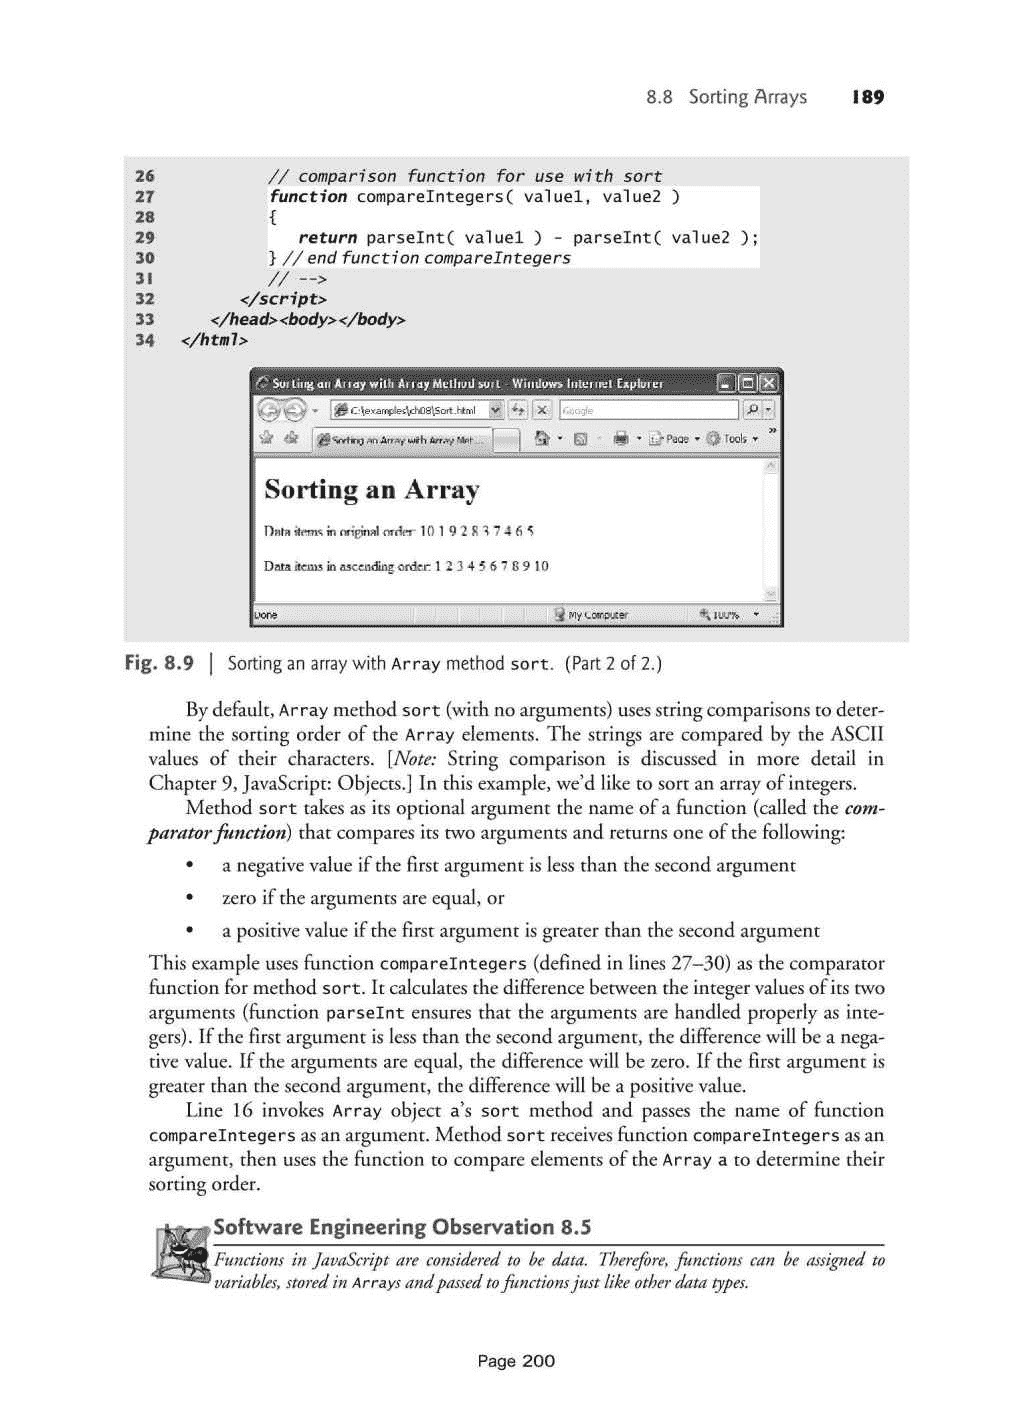 8.8 Sorting Arrays 189
26 // comparison function for use with sort
27 function compareIntegers( value1, value2 )
28 {
29 return parseInt( value1 ) - parseInt( value2 );
30 } // end function compareIntegers
31 // -->
32 </script>
33 </head><body></body>
34 </html>
Sorting an Array with Array Method sort - Windows Internet Explorer
C:\examples\ch08\Sort.html Google
Sorting an Array with Array Met... Page Tools »
Sorting an Array
Data items in original order: 10 1 9 2 8 3 7 4 6 5
Data items in ascending order: 1 2 3 4 5 6 7 8 9 10
Done My Computer 100%
Fig. 8.9 | Sorting an array with Array method sort. (Part 2 of 2.)
By default, Array method sort (with no arguments) uses string comparisons to deter-
mine the sorting order of the Array elements. The strings are compared by the ASCII
values of their characters. [Note: String comparison is discussed in more detail in
Chapter 9, JavaScript: Objects.] In this example, we'd like to sort an array of integers.
Method sort takes as its optional argument the name of a function (called the com-
parator function) that compares its two arguments and returns one of the following:
• a negative value if the first argument is less than the second argument
• zero if the arguments are equal, or
• a positive value if the first argument is greater than the second argument
This example uses function compareIntegers (defined in lines 27–30) as the comparator
function for method sort. It calculates the difference between the integer values of its two
arguments (function parseInt ensures that the arguments are handled properly as inte-
gers). If the first argument is less than the second argument, the difference will be a nega-
tive value. If the arguments are equal, the difference will be zero. If the first argument is
greater than the second argument, the difference will be a positive value.
Line 16 invokes Array object a's sort method and passes the name of function
compareIntegers as an argument. Method sort receives function compareIntegers as an
argument, then uses the function to compare elements of the Array a to determine their
sorting order.
Software Engineering Observation 8.5
Functions in JavaScript are considered to be data. Therefore, functions can be assigned to
variables, stored in Arrays and passed to functions just like other data types.
Page 200